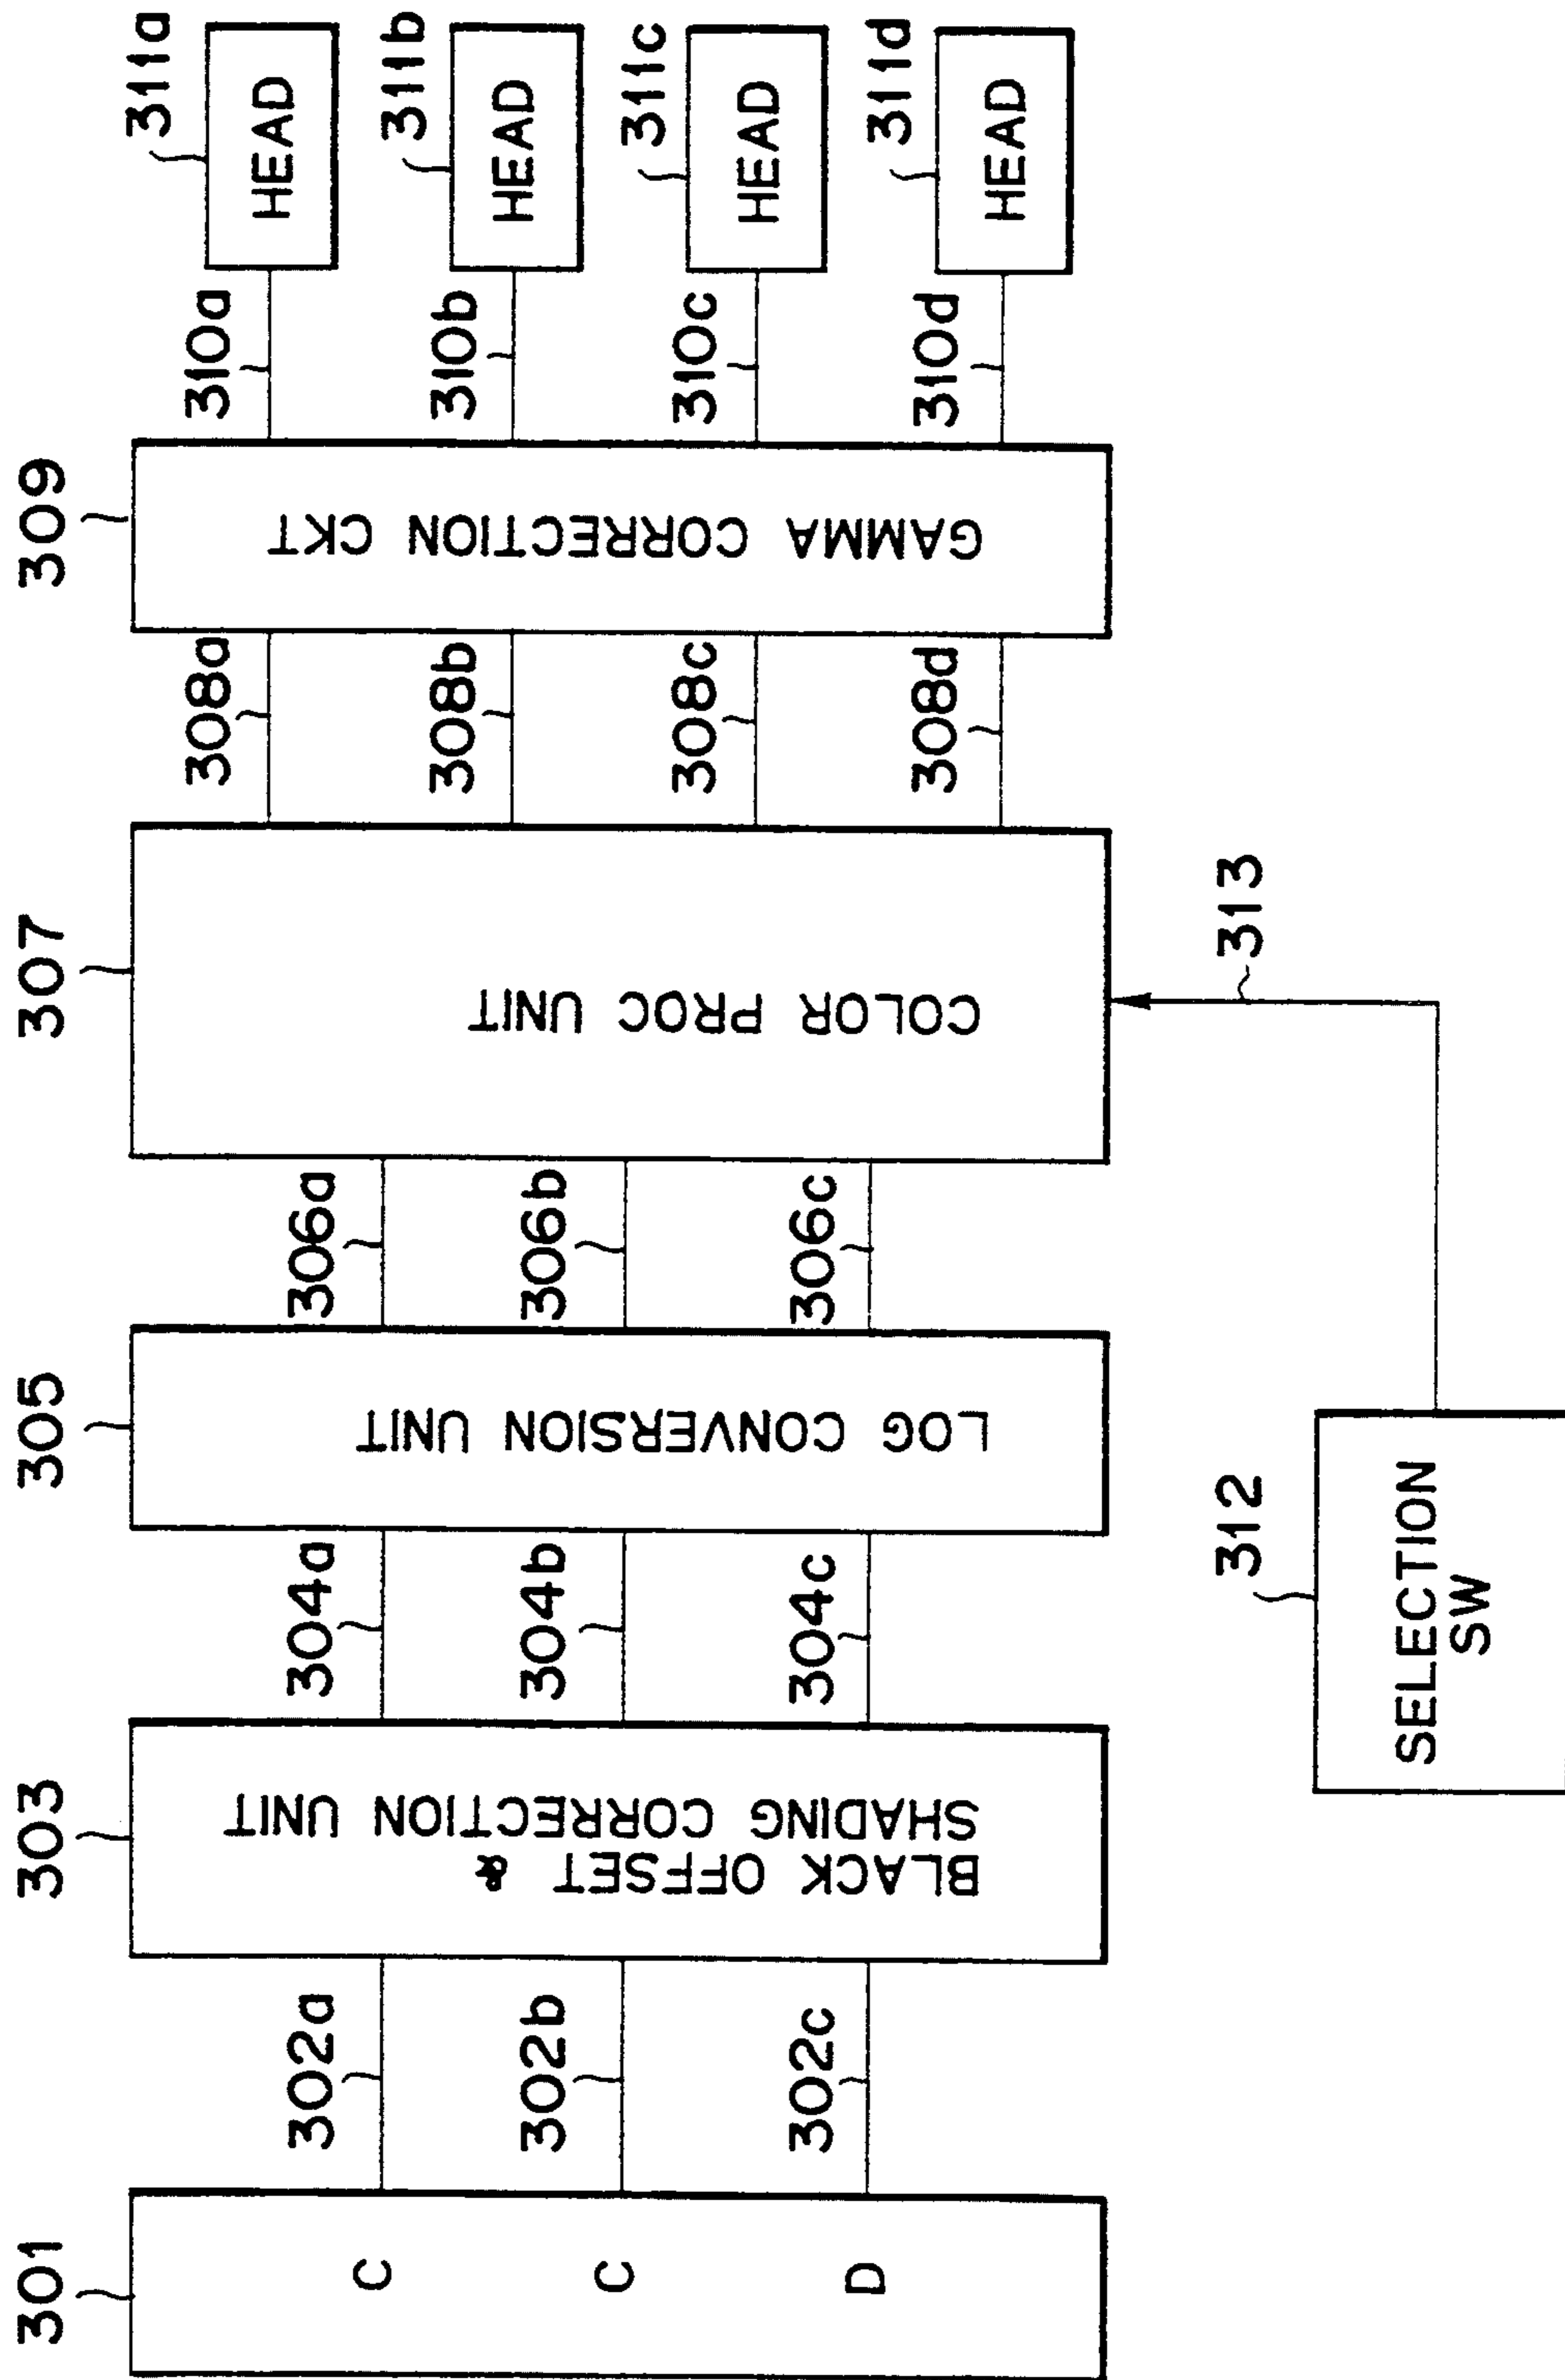 301
C
C
D
302a
302b
302c
303
BLACK OFFSET &
SHADING CORRECTION UNIT
304a
304b
304c
305
LOG CONVERSION UNIT
306a
306b
306c
307
COLOR PROC UNIT
308a
308b
308c
308d
309
GAMMA CORRECTION CKT
310a
310b
310c
310d
311a
HEAD
311b
HEAD
311c
HEAD
311d
HEAD
312
SELECTION
SW
313